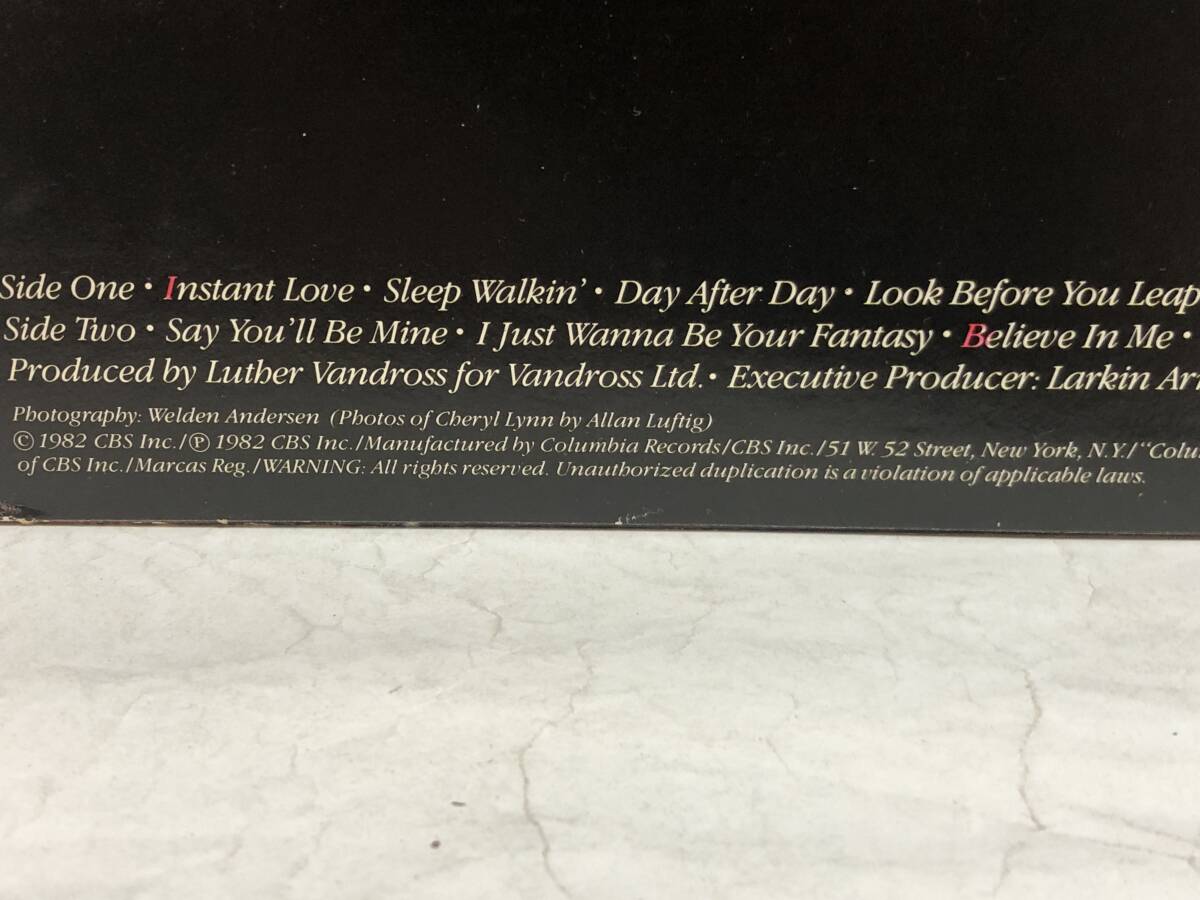 Side One • Instant Love • Sleep Walkin' • Day After Day • Look Before You Leap
Side Two • Say You'll Be Mine • I Just Wanna Be Your Fantasy • Believe In Me •
Produced by Luther Vandross for Vandross Ltd. • Executive Producer: Larkin
Photography: Welden Andersen (Photos of Cheryl Lynn by Allan Luftig)
© 1982 CBS Inc./℗ 1982 CBS Inc./Manufactured by Columbia Records/CBS Inc./51 W. 52 Street, New York, N.Y./
of CBS Inc./Marcas Reg./WARNING: All rights reserved. Unauthorized duplication is a violation of applicable laws.